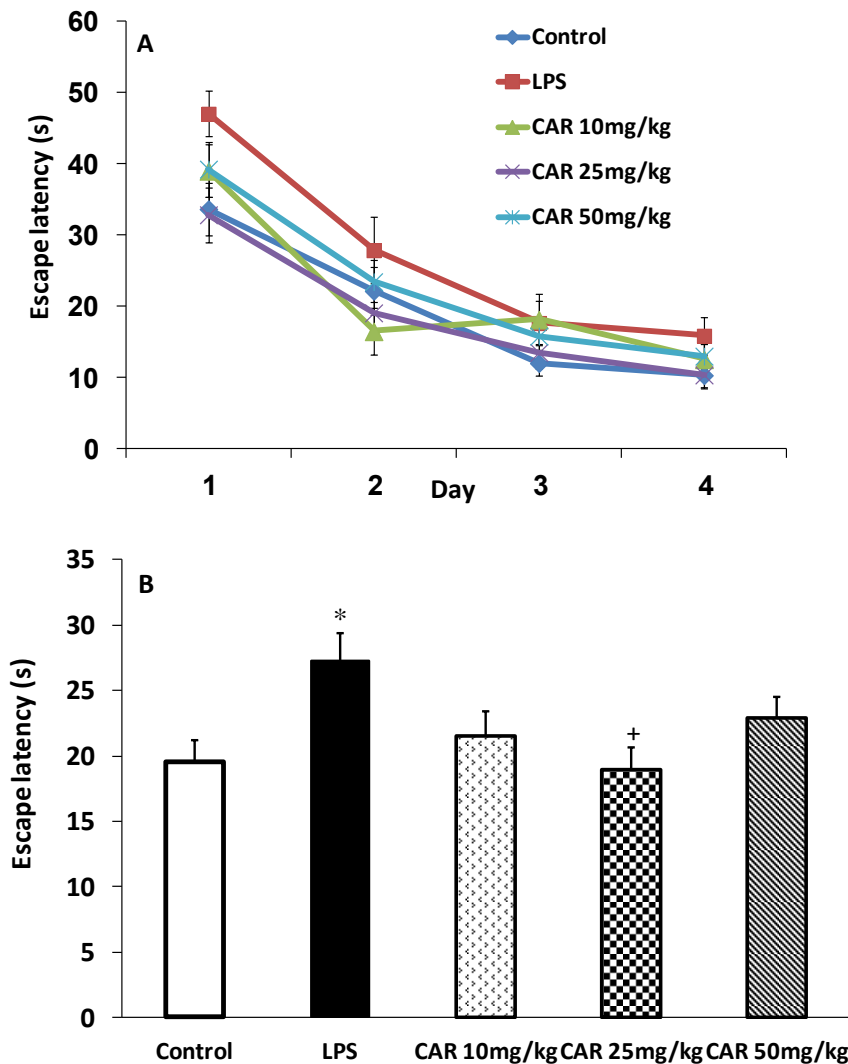 A
Control
LPS
CAR 10mg/kg
CAR 25mg/kg
CAR 50mg/kg
Escape latency (s)
60
50
40
30
20
10
0
1
2
3
4
Day
B
Escape latency (s)
35
30
25
20
15
10
5
0
*
+
Control
LPS
CAR 10mg/kg
CAR 25mg/kg
CAR 50mg/kg